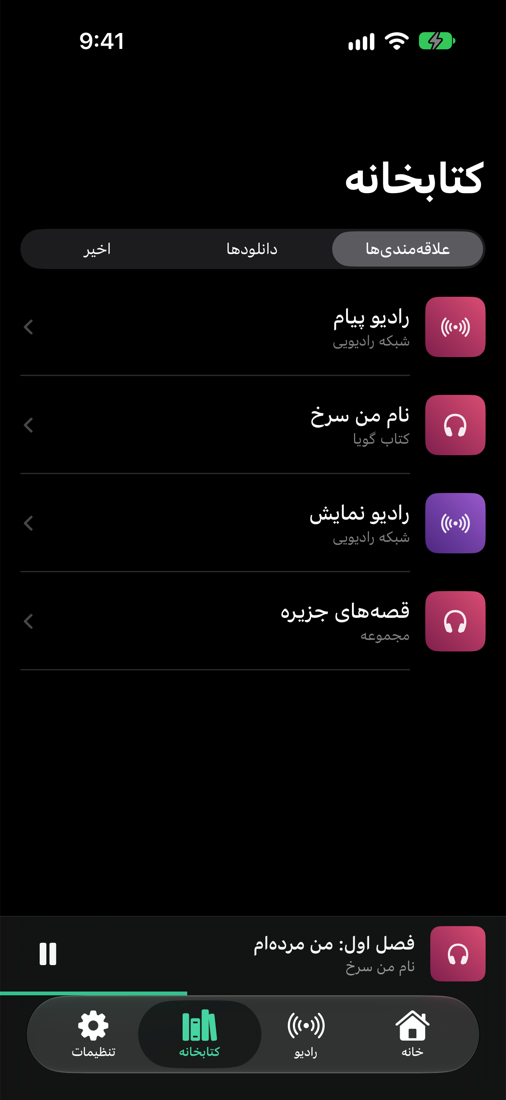 9:41
کتابخانه
علاقه‌مندی‌ها
دانلودها
اخیر
رادیو پیام
شبکه رادیویی
نام من سرخ
کتاب گویا
رادیو نمایش
شبکه رادیویی
قصه‌های جزیره
مجموعه
فصل اول: من مرده‌ام
نام من سرخ
خانه
رادیو
کتابخانه
تنظیمات